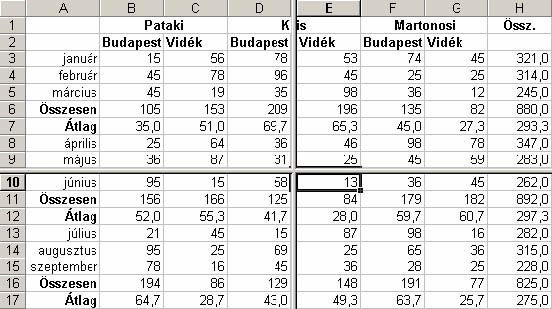 A B C D E F G H
1 Pataki K is Martonosi Össz.
2 Budapest Vidék Budapest Vidék Budapest Vidék
3 január 15 56 78 53 74 45 321,0
4 február 45 78 96 45 25 25 314,0
5 március 45 19 35 98 36 12 245,0
6 Összesen 105 153 209 196 135 82 880,0
7 Átlag 35,0 51,0 69,7 65,3 45,0 27,3 293,3
8 április 25 64 36 46 98 78 347,0
9 május 36 87 31 25 45 59 283,0
10 június 95 15 58 13 36 45 262,0
11 Összesen 156 166 125 84 179 182 892,0
12 Átlag 52,0 55,3 41,7 28,0 59,7 60,7 297,3
13 július 21 45 15 87 98 16 282,0
14 augusztus 95 25 69 25 65 36 315,0
15 szeptember 78 16 45 36 28 25 228,0
16 Összesen 194 86 129 148 191 77 825,0
17 Átlag 64,7 28,7 43,0 49,3 63,7 25,7 275,0